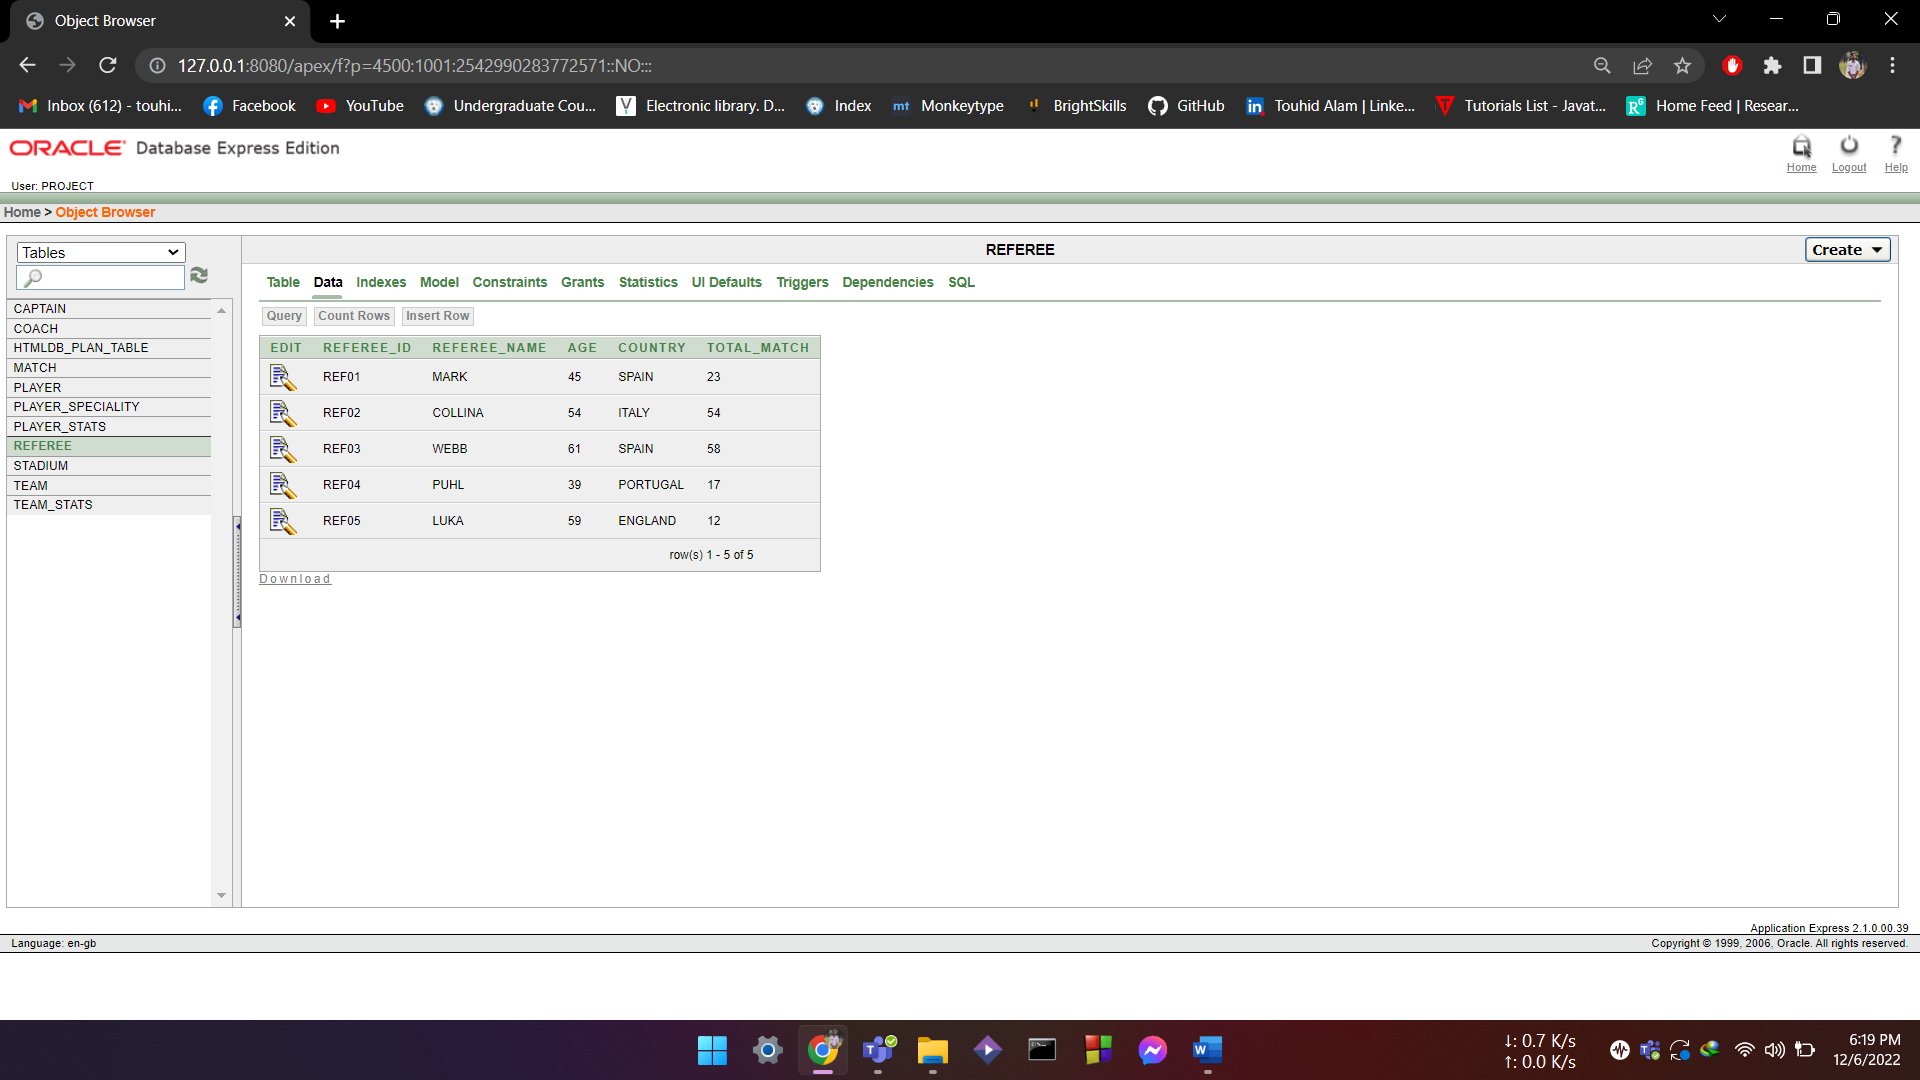 Object Browser
127.0.0.1:8080/apex/f?p=4500:1001:2542990283772571::NO:::
Inbox (612) - touhi... Facebook YouTube Undergraduate Cou... Electronic library. D... Index mt Monkeytype BrightSkills GitHub Touhid Alam | Linke... Tutorials List - Javat... Home Feed | Resear...
ORACLE Database Express Edition
Home Logout Help
User: PROJECT
Home > Object Browser
Tables
REFEREE
Create
Table Data Indexes Model Constraints Grants Statistics UI Defaults Triggers Dependencies SQL
Query Count Rows Insert Row
CAPTAIN
COACH
HTMLDB_PLAN_TABLE
MATCH
PLAYER
PLAYER_SPECIALITY
PLAYER_STATS
REFEREE
STADIUM
TEAM
TEAM_STATS
EDIT REFEREE_ID REFEREE_NAME AGE COUNTRY TOTAL_MATCH
REF01 MARK 45 SPAIN 23
REF02 COLLINA 54 ITALY 54
REF03 WEBB 61 SPAIN 58
REF04 PUHL 39 PORTUGAL 17
REF05 LUKA 59 ENGLAND 12
row(s) 1 - 5 of 5
Download
Application Express 2.1.0.00.39
Language: en-gb
Copyright © 1999, 2006, Oracle. All rights reserved.
↓: 0.7 K/s
↑: 0.0 K/s
6:19 PM
12/6/2022